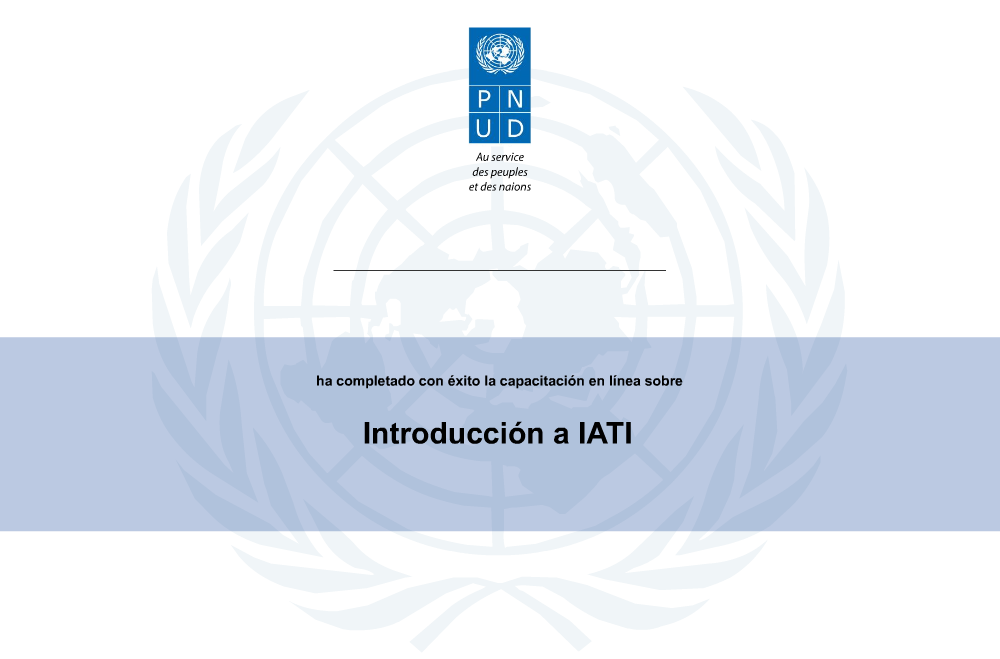 P N
U D
Au service
des peuples
et des naions
ha completado con éxito la capacitación en línea sobre
Introducción a IATI